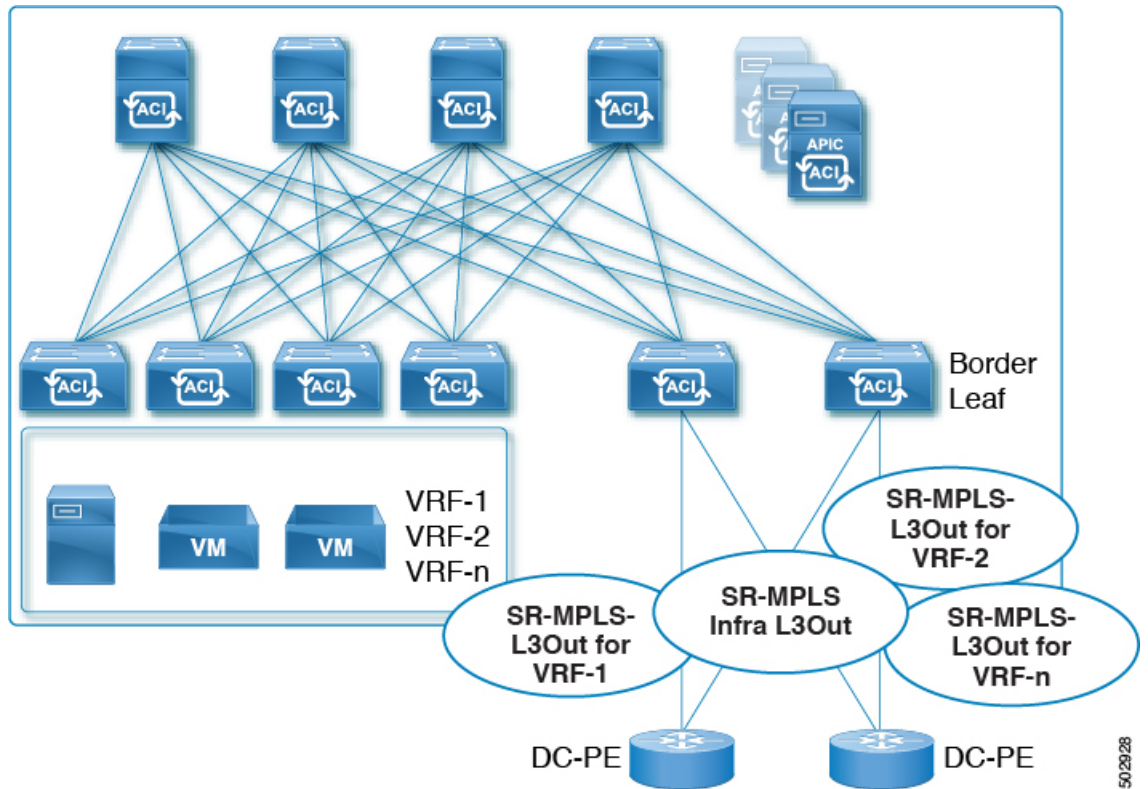 ACI
ACI
ACI
ACI
APIC
ACI
ACI
ACI
ACI
ACI
ACI
ACI
Border
Leaf
VM
VM
VRF-1
VRF-2
VRF-n
SR-MPLS-
L3Out for
VRF-2
SR-MPLS
Infra L3Out
SR-MPLS-
L3Out for
VRF-1
SR-MPLS-
L3Out for
VRF-n
DC-PE
DC-PE
502928